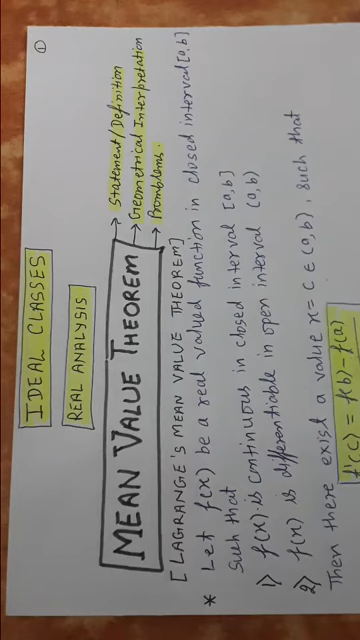 ①
IDEAL CLASSES
REAL ANALYSIS
MEAN VALUE THEOREM
→ Statement/Definition
→ Geometrical Interpretation
→ Promblems.
[LAGRANGE'S MEAN VALUE THEOREM]
* Let f(x) be a real valued function in closed interval [a,b]
Such that
1) f(x) is continuous in closed interval [a,b]
2) f(x) is differentiable in open interval (a,b)
Then there exist a value x = c ∈ (a,b), such that
f'(c) = f(b) - f(a)